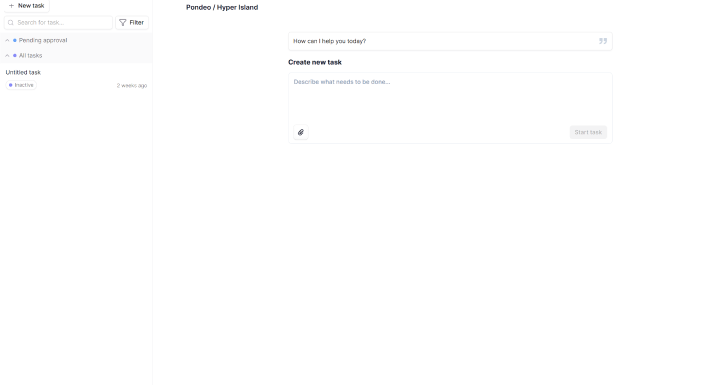 New task
Search for task...
Filter
Pending approval
All tasks
Untitled task
Inactive
2 weeks ago
Pondeo / Hyper Island
How can I help you today?
Create new task
Describe what needs to be done...
Start task